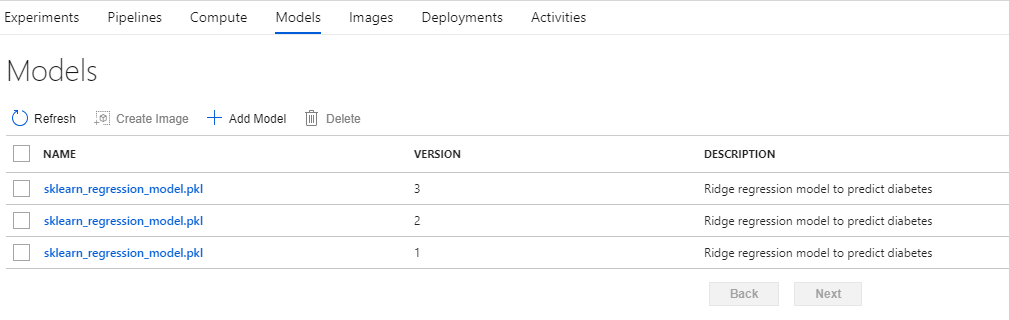 Experiments Pipelines Compute Models Images Deployments Activities
Models
Refresh Create Image Add Model Delete
NAME VERSION DESCRIPTION
sklearn_regression_model.pkl 3 Ridge regression model to predict diabetes
sklearn_regression_model.pkl 2 Ridge regression model to predict diabetes
sklearn_regression_model.pkl 1 Ridge regression model to predict diabetes
Back Next